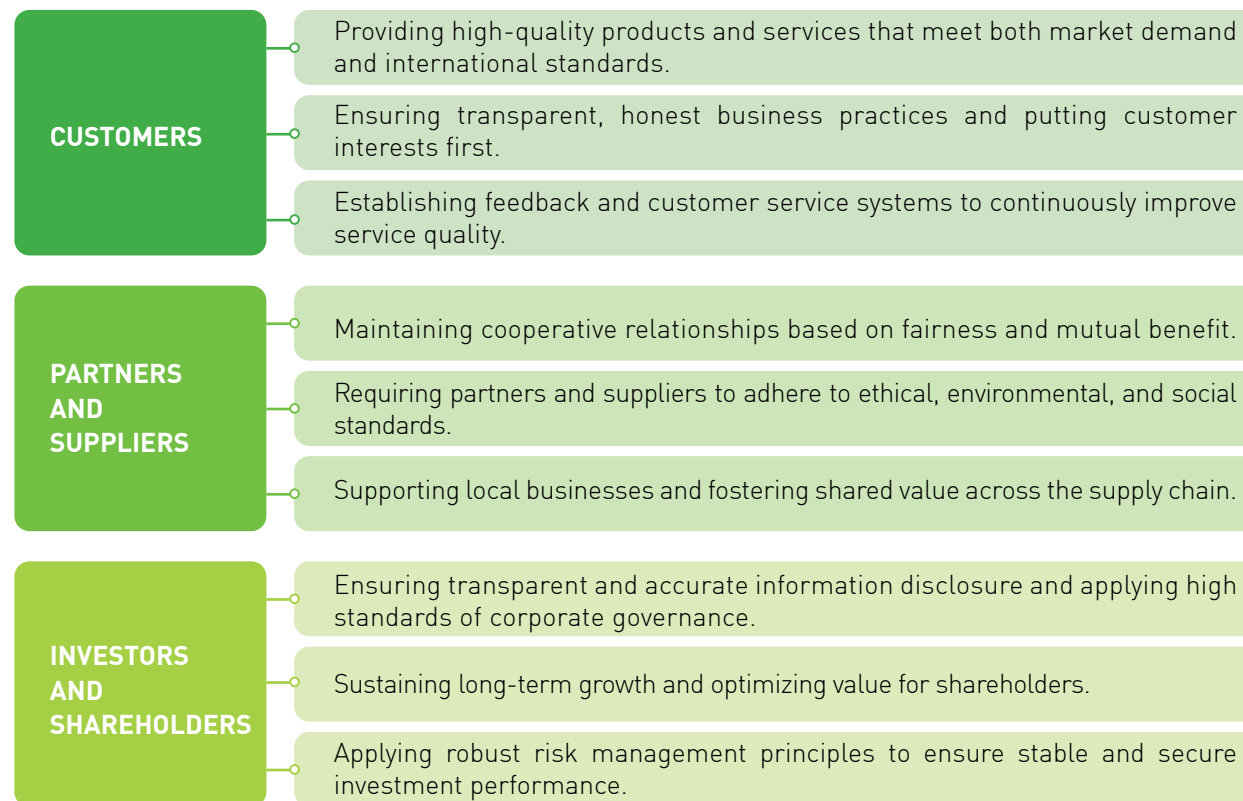 CUSTOMERS
Providing high-quality products and services that meet both market demand
and international standards.
Ensuring transparent, honest business practices and putting customer
interests first.
Establishing feedback and customer service systems to continuously improve
service quality.
PARTNERS
AND
SUPPLIERS
Maintaining cooperative relationships based on fairness and mutual benefit.
Requiring partners and suppliers to adhere to ethical, environmental, and social
standards.
Supporting local businesses and fostering shared value across the supply chain.
INVESTORS
AND
SHAREHOLDERS
Ensuring transparent and accurate information disclosure and applying high
standards of corporate governance.
Sustaining long-term growth and optimizing value for shareholders.
Applying robust risk management principles to ensure stable and secure
investment performance.